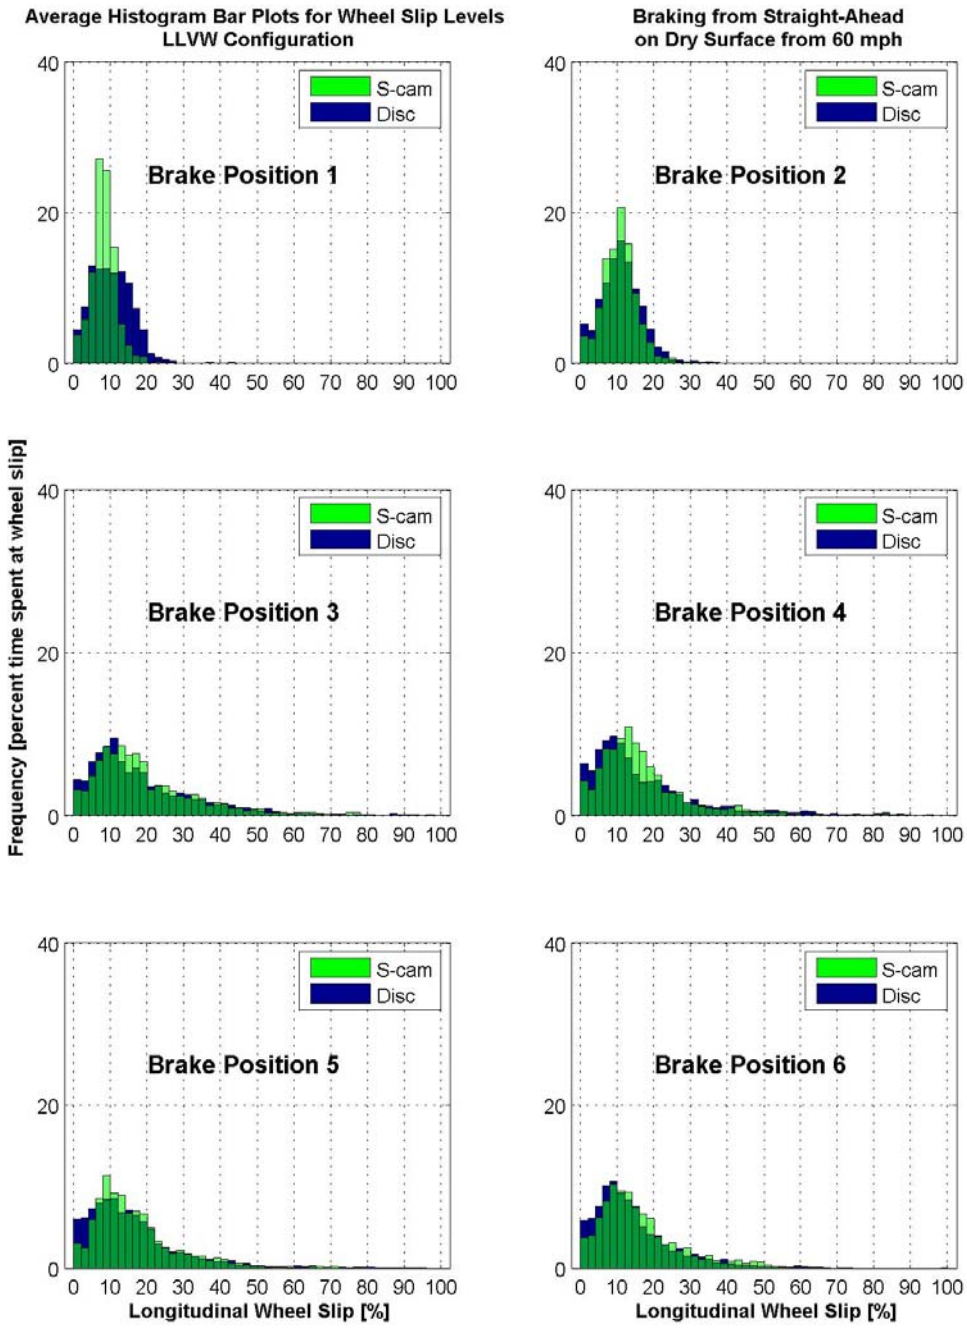 Average Histogram Bar Plots for Wheel Slip Levels
LLVW Configuration
Braking from Straight-Ahead
on Dry Surface from 60 mph
Frequency [percent time spent at wheel slip]
40
20
0
S-cam
Disc
Brake Position 1
0 10 20 30 40 50 60 70 80 90 100
40
20
0
S-cam
Disc
Brake Position 2
0 10 20 30 40 50 60 70 80 90 100
40
20
0
S-cam
Disc
Brake Position 3
0 10 20 30 40 50 60 70 80 90 100
40
20
0
S-cam
Disc
Brake Position 4
0 10 20 30 40 50 60 70 80 90 100
40
20
0
S-cam
Disc
Brake Position 5
0 10 20 30 40 50 60 70 80 90 100
Longitudinal Wheel Slip [%]
40
20
0
S-cam
Disc
Brake Position 6
0 10 20 30 40 50 60 70 80 90 100
Longitudinal Wheel Slip [%]